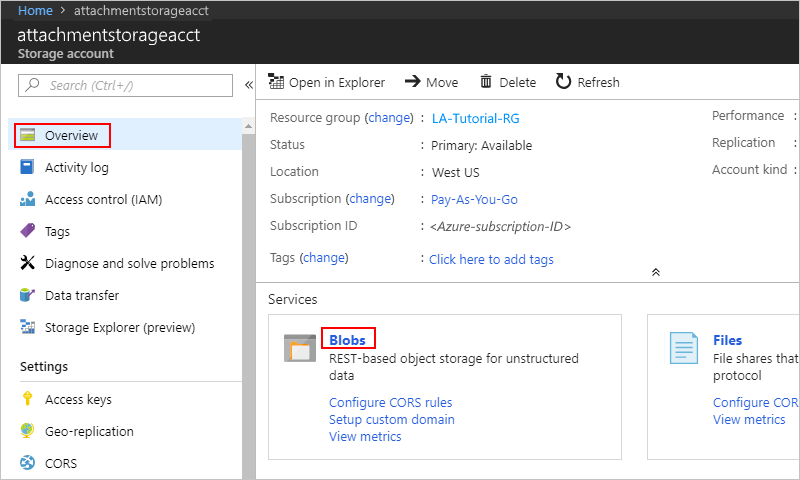 Home > attachmentstorageacct
attachmentstorageacct
Storage account
Search (Ctrl+/)
«
Overview
Activity log
Access control (IAM)
Tags
Diagnose and solve problems
Data transfer
Storage Explorer (preview)
Settings
Access keys
Geo-replication
CORS
Open in Explorer Move Delete Refresh
Resource group (change) : LA-Tutorial-RG
Status : Primary: Available
Location : West US
Subscription (change) : Pay-As-You-Go
Subscription ID : <Azure-subscription-ID>
Tags (change) : Click here to add tags
Performance :
Replication :
Account kind :
Services
Blobs
REST-based object storage for unstructured
data
Configure CORS rules
Setup custom domain
View metrics
Files
File shares that
protocol
Configure COR
View metrics